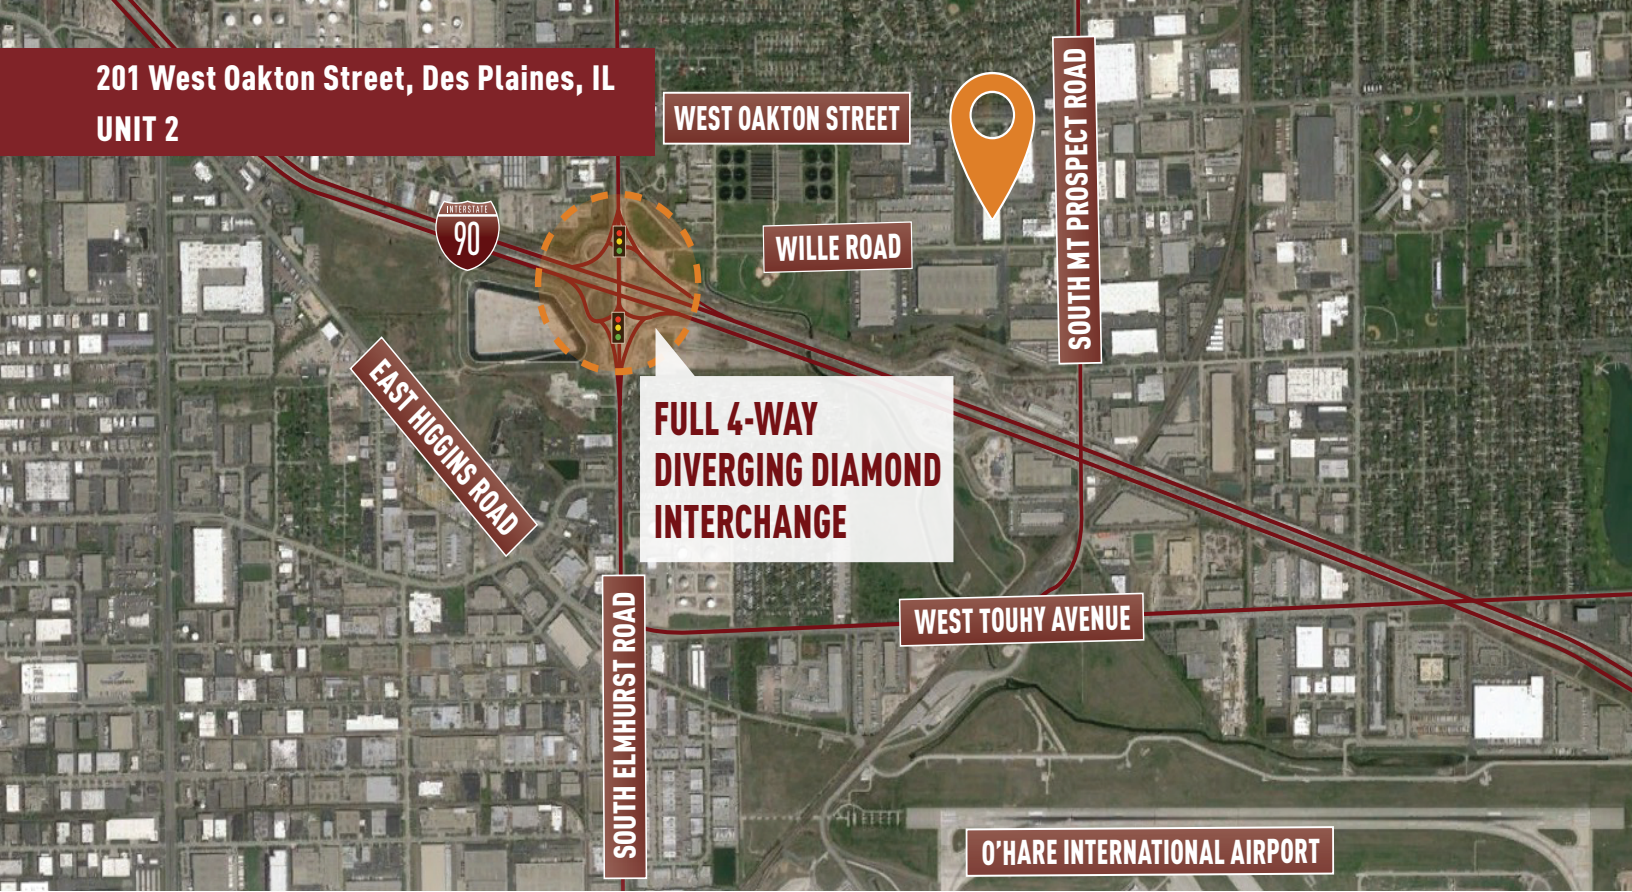 201 West Oakton Street, Des Plaines, IL
UNIT 2
WEST OAKTON STREET
SOUTH MT PROSPECT ROAD
INTERSTATE
90
WILLE ROAD
EAST HIGGINS ROAD
FULL 4-WAY
DIVERGING DIAMOND
INTERCHANGE
SOUTH ELMHURST ROAD
WEST TOUHY AVENUE
O'HARE INTERNATIONAL AIRPORT